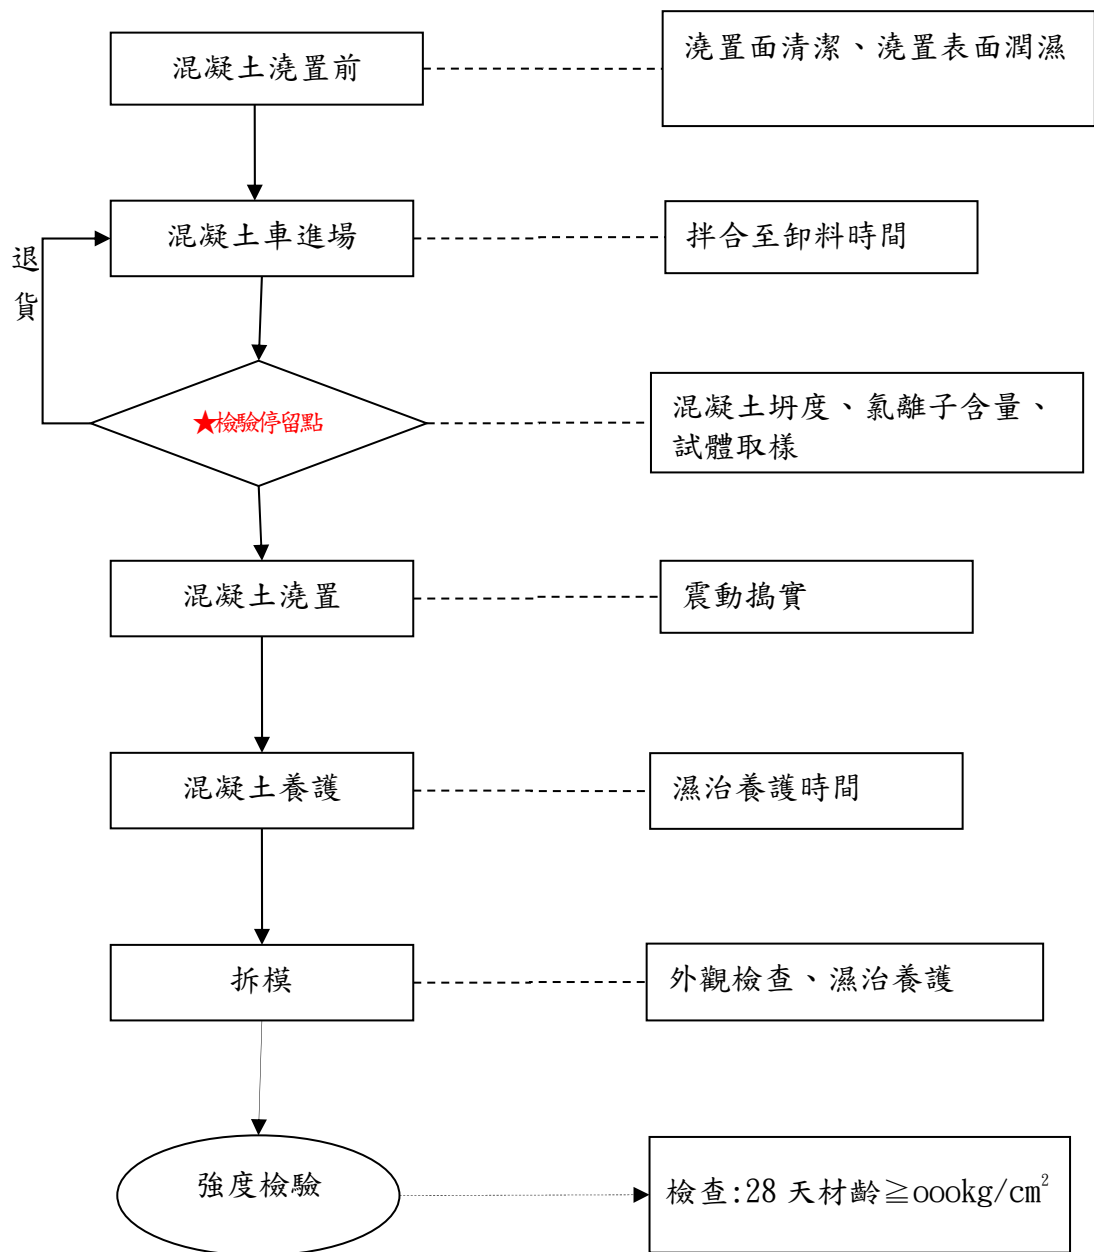 混凝土澆置前
澆置面清潔、澆置表面潤濕
混凝土車進場
拌合至卸料時間
退
貨
★檢驗停留點
混凝土坍度、氯離子含量、
試體取樣
混凝土澆置
震動搗實
混凝土養護
濕治養護時間
拆模
外觀檢查、濕治養護
強度檢驗
檢查:28 天材齡≧oookg/cm²